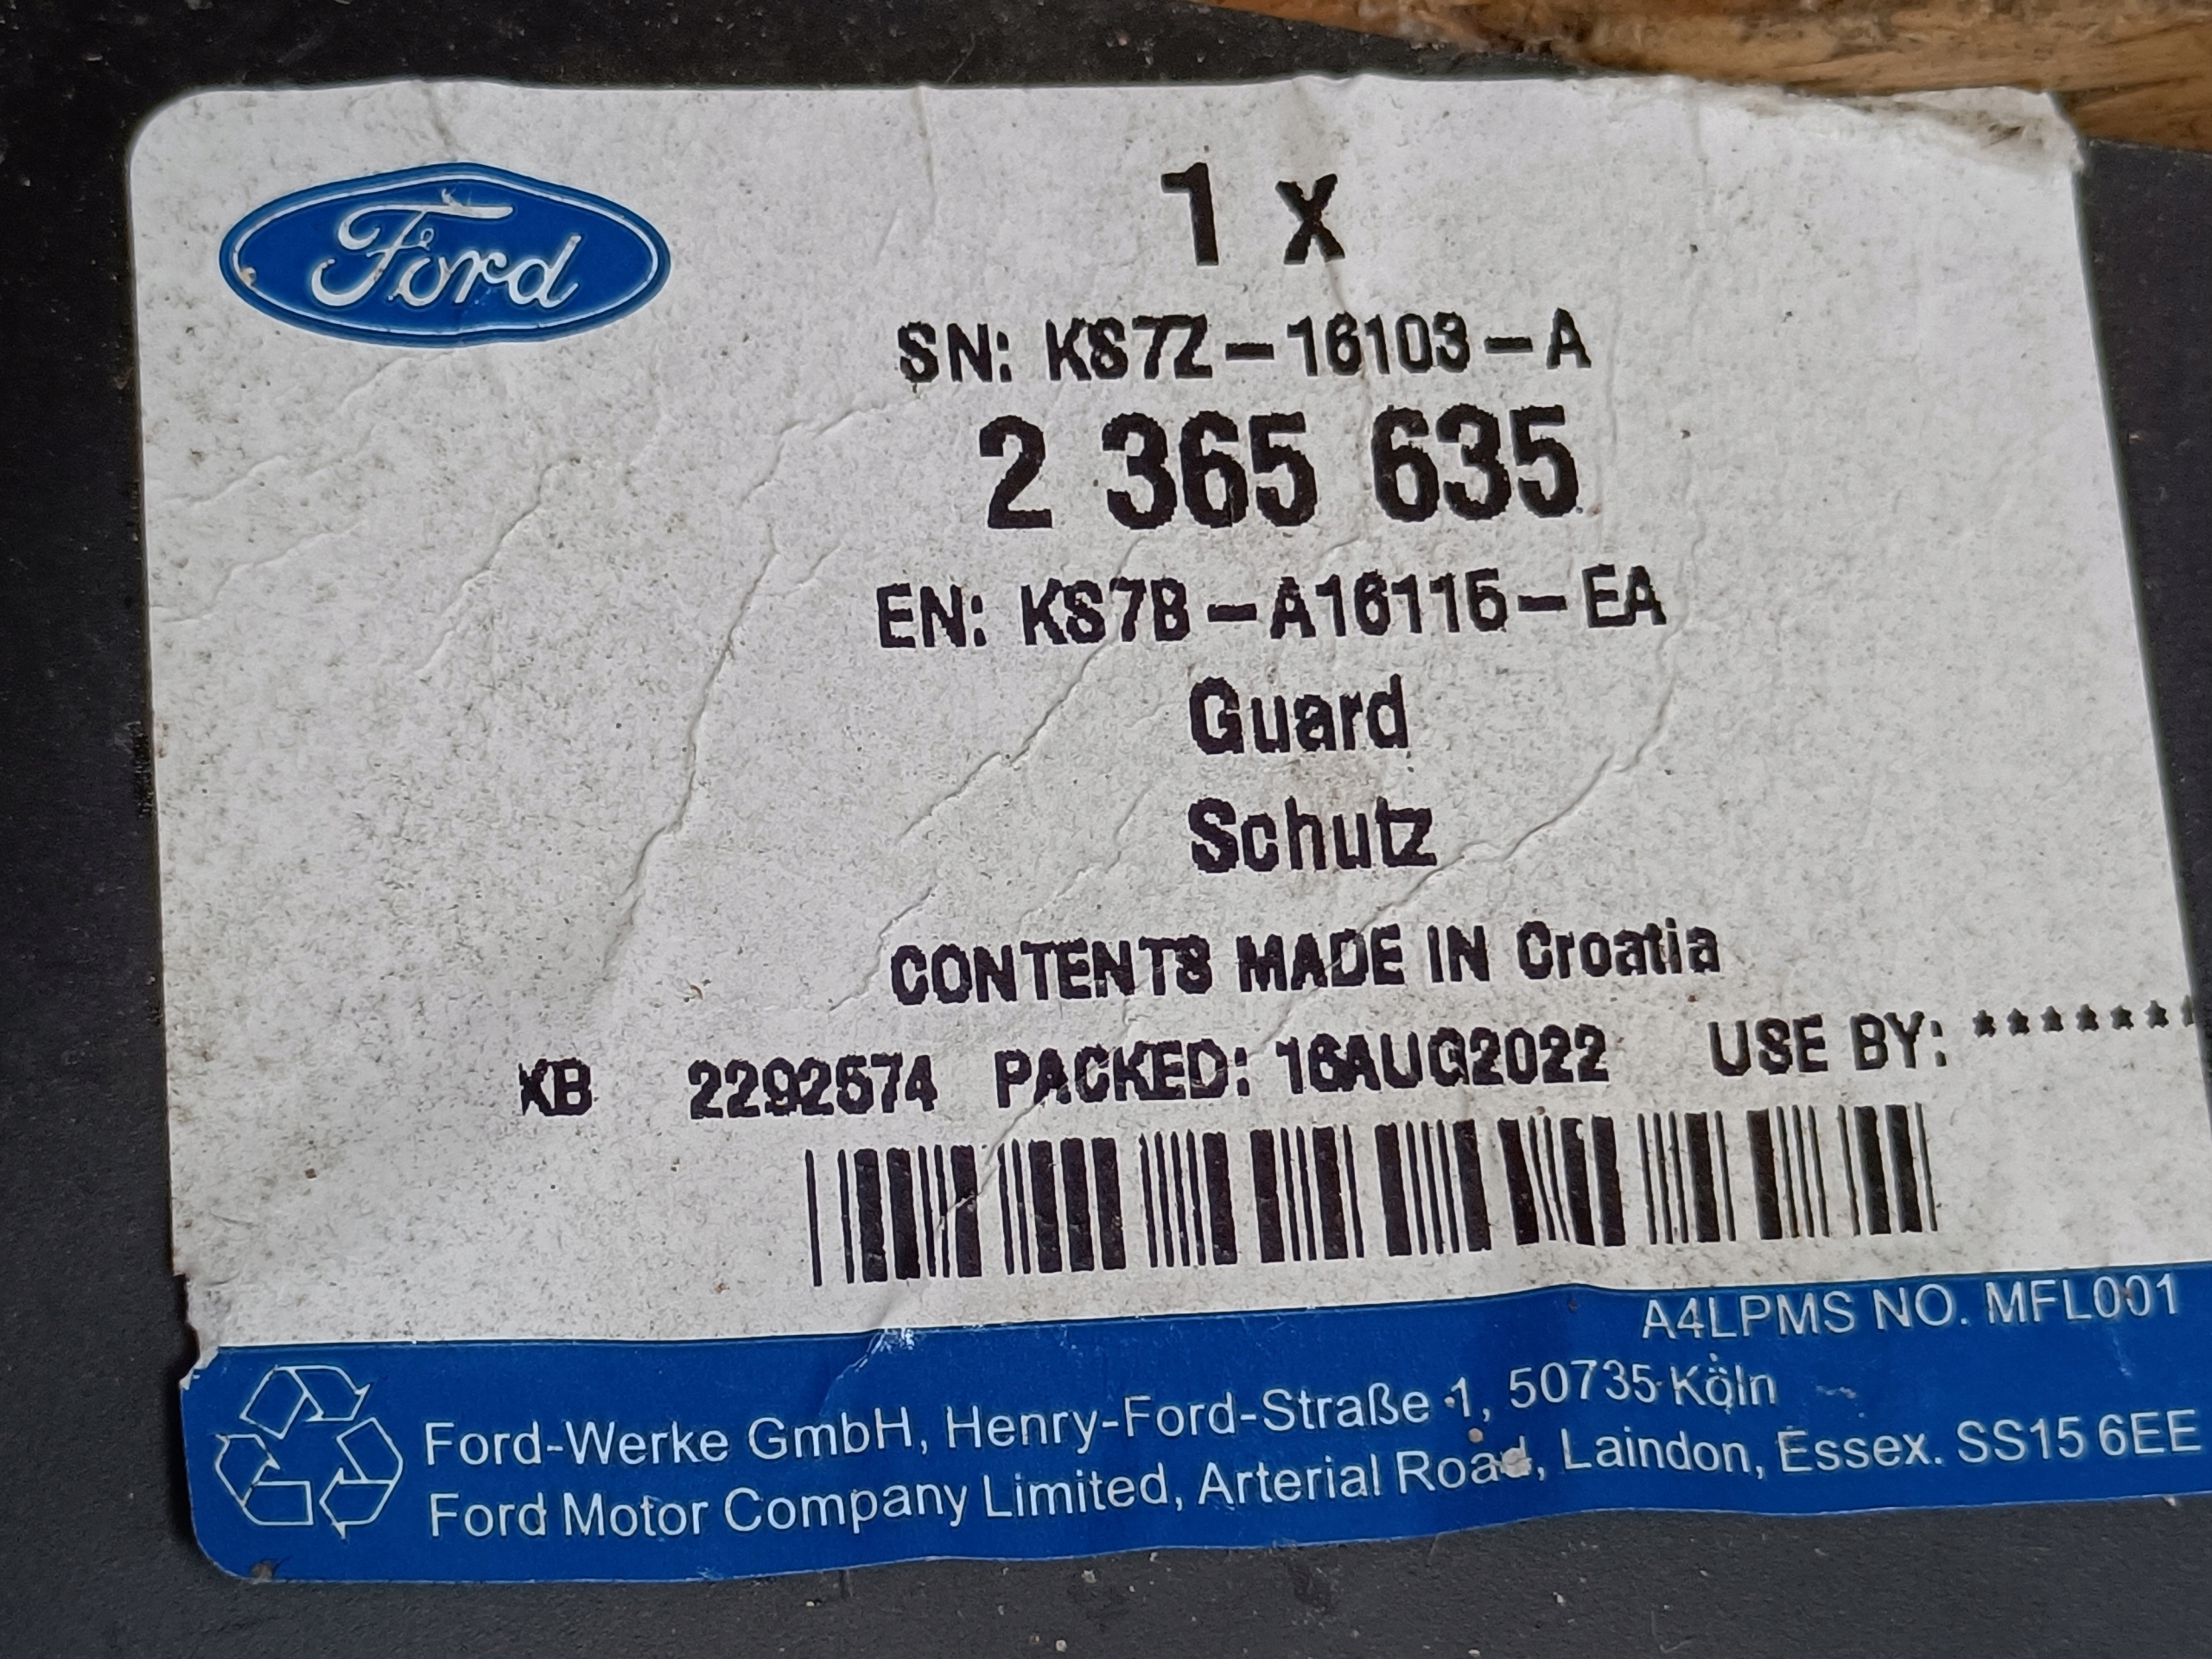 Ford
1 x
SN: KS7Z-16103-A
2 365 635
EN: KS7B-A16115-EA
Guard
Schutz
CONTENTS MADE IN Croatia
KB 2292574 PACKED: 16AUG2022 USE BY: *******
A4LPMS NO. MFL001
Ford-Werke GmbH, Henry-Ford-Straße 1, 50735 Köln
Ford Motor Company Limited, Arterial Road, Laindon, Essex. SS15 6EE